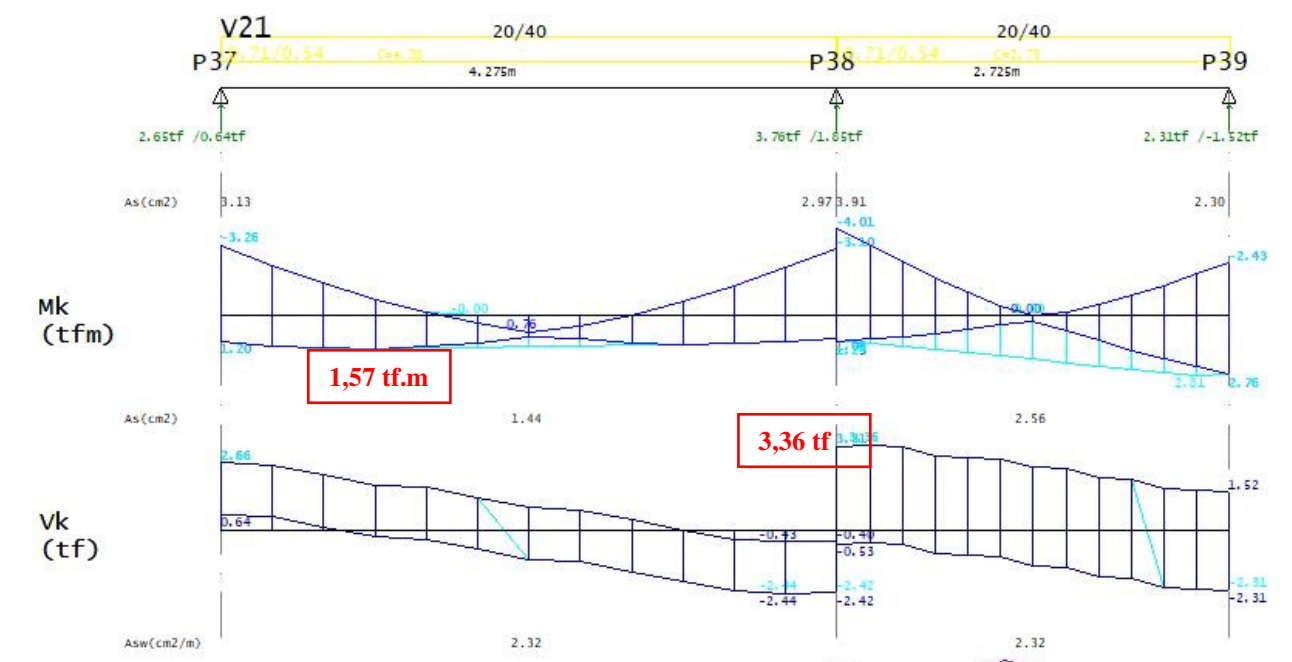 V21
20/40
20/40
P37
P38
P39
4.275m
2.725m
2.65tf /0.64tf
3.76tf /1.85tf
2.31tf /-1.52tf
As(cm2)
3.13
2.97
3.91
2.30
-3.26
-4.01
-3.10
-2.43
Mk
(tfm)
-0.00
0.76
0.00
1.20
1,57 tf.m
2.81
2.76
As(cm2)
1.44
2.56
3,36 tf
2.66
1.52
0.64
Vk
(tf)
-0.43
-0.40
-0.53
-2.44
-2.42
-2.31
-2.44
-2.42
-2.31
Asw(cm2/m)
2.32
2.32